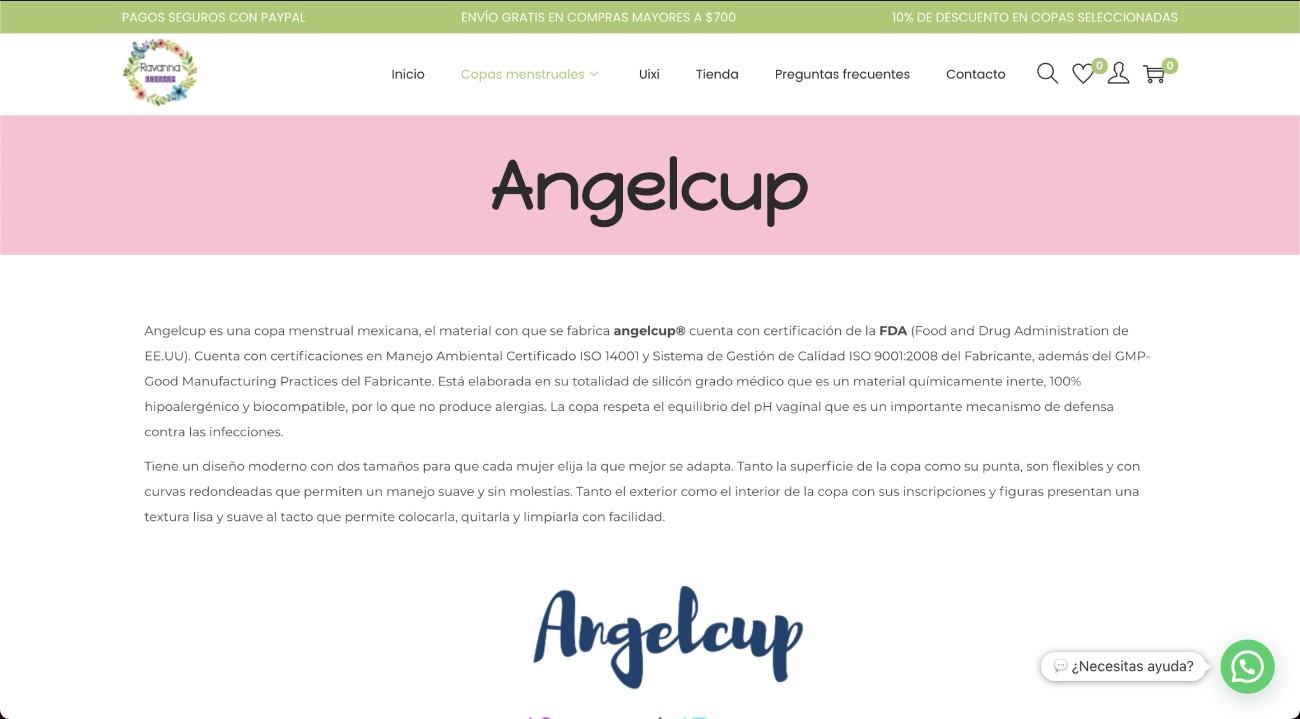 PAGOS SEGUROS CON PAYPAL
ENVÍO GRATIS EN COMPRAS MAYORES A $700
10% DE DESCUENTO EN COPAS SELECCIONADAS
Ravanna
Inicio
Copas menstruales
Uixi
Tienda
Preguntas frecuentes
Contacto
0
0
Angelcup
Angelcup es una copa menstrual mexicana, el material con que se fabrica angelcup® cuenta con certificación de la FDA (Food and Drug Administration de
EE.UU). Cuenta con certificaciones en Manejo Ambiental Certificado ISO 14001 y Sistema de Gestión de Calidad ISO 9001:2008 del Fabricante, además del GMP-
Good Manufacturing Practices del Fabricante. Está elaborada en su totalidad de silicón grado médico que es un material químicamente inerte, 100%
hipoalergénico y biocompatible, por lo que no produce alergias. La copa respeta el equilibrio del pH vaginal que es un importante mecanismo de defensa
contra las infecciones.
Tiene un diseño moderno con dos tamaños para que cada mujer elija la que mejor se adapta. Tanto la superficie de la copa como su punta, son flexibles y con
curvas redondeadas que permiten un manejo suave y sin molestias. Tanto el exterior como el interior de la copa con sus inscripciones y figuras presentan una
textura lisa y suave al tacto que permite colocarla, quitarla y limpiarla con facilidad.
Angelcup
¿Necesitas ayuda?